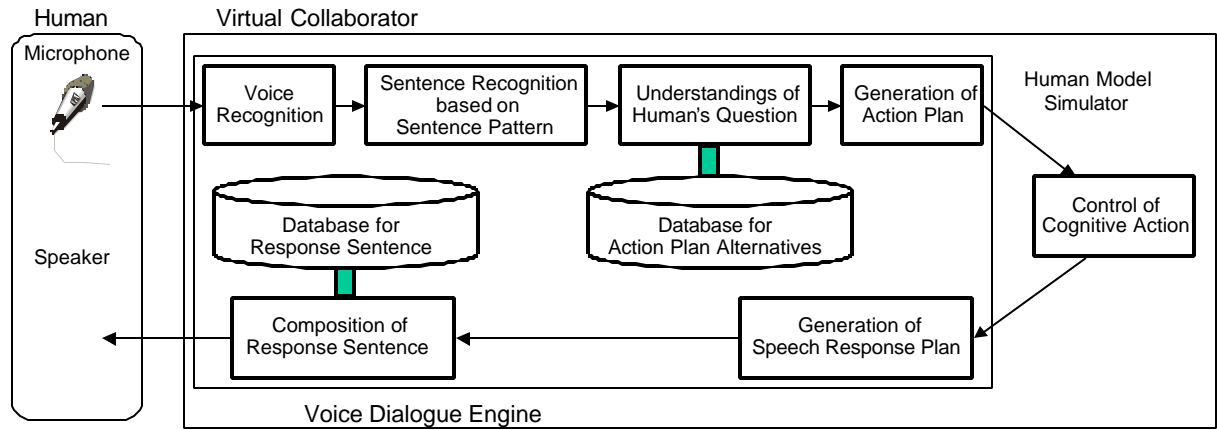 Human
Virtual Collaborator
Microphone
Voice
Recognition
Sentence Recognition
based on
Sentence Pattern
Understandings of
Human's Question
Generation of
Action Plan
Human Model
Simulator
Database for
Response Sentence
Database for
Action Plan Alternatives
Control of
Cognitive Action
Speaker
Composition of
Response Sentence
Generation of
Speech Response Plan
Voice Dialogue Engine